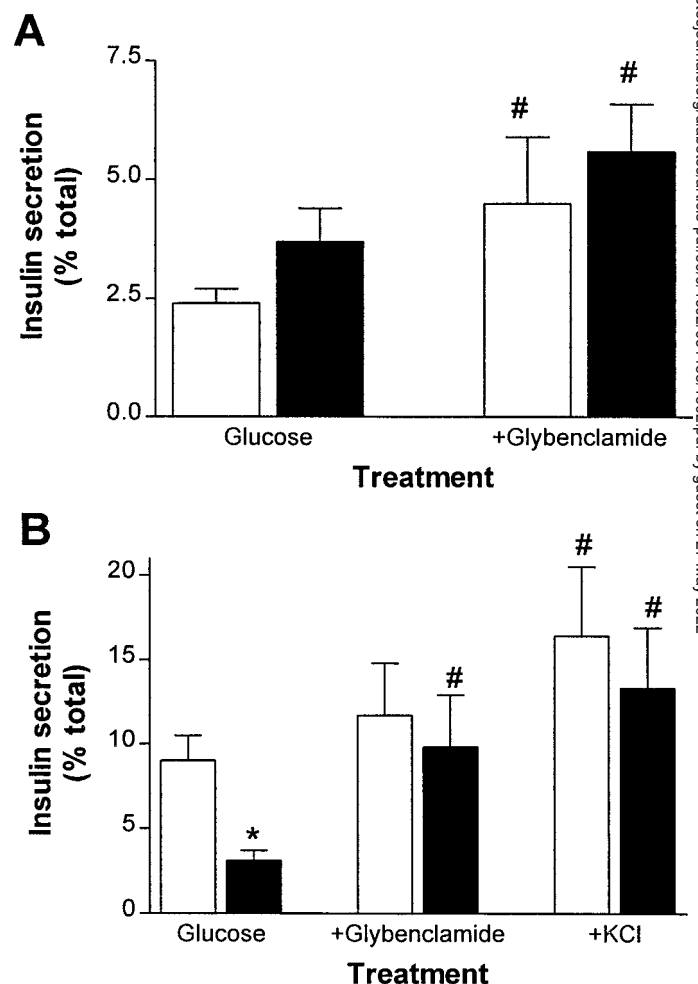 A
7.5
5.0
2.5
0.0
Insulin secretion
(% total)
#
#
Glucose
+Glybenclamide
Treatment
B
20
15
10
5
0
Insulin secretion
(% total)
*
#
#
#
Glucose
+Glybenclamide
+KCl
Treatment